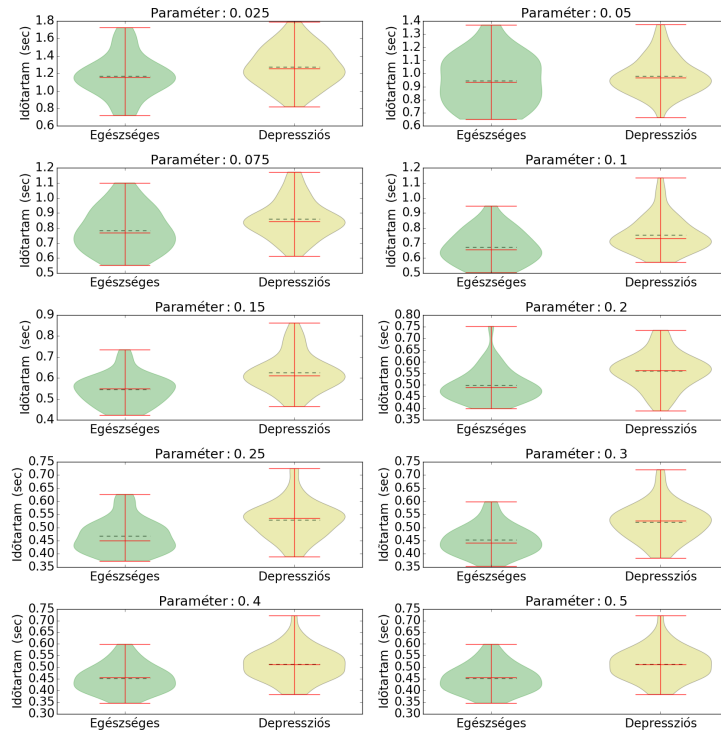 Paraméter: 0.025
Időtartam (sec)
1.8
1.6
1.4
1.2
1.0
0.8
0.6
Egészséges
Depressziós
Paraméter: 0.05
Időtartam (sec)
1.4
1.3
1.2
1.1
1.0
0.9
0.8
0.7
0.6
Egészséges
Depressziós
Paraméter: 0.075
Időtartam (sec)
1.2
1.1
1.0
0.9
0.8
0.7
0.6
0.5
Egészséges
Depressziós
Paraméter: 0.1
Időtartam (sec)
1.2
1.1
1.0
0.9
0.8
0.7
0.6
0.5
Egészséges
Depressziós
Paraméter: 0.15
Időtartam (sec)
0.9
0.8
0.7
0.6
0.5
0.4
Egészséges
Depressziós
Paraméter: 0.2
Időtartam (sec)
0.80
0.75
0.70
0.65
0.60
0.55
0.50
0.45
0.40
0.35
Egészséges
Depressziós
Paraméter: 0.25
Időtartam (sec)
0.75
0.70
0.65
0.60
0.55
0.50
0.45
0.40
0.35
Egészséges
Depressziós
Paraméter: 0.3
Időtartam (sec)
0.75
0.70
0.65
0.60
0.55
0.50
0.45
0.40
0.35
Egészséges
Depressziós
Paraméter: 0.4
Időtartam (sec)
0.75
0.70
0.65
0.60
0.55
0.50
0.45
0.40
0.35
0.30
Egészséges
Depressziós
Paraméter: 0.5
Időtartam (sec)
0.75
0.70
0.65
0.60
0.55
0.50
0.45
0.40
0.35
0.30
Egészséges
Depressziós